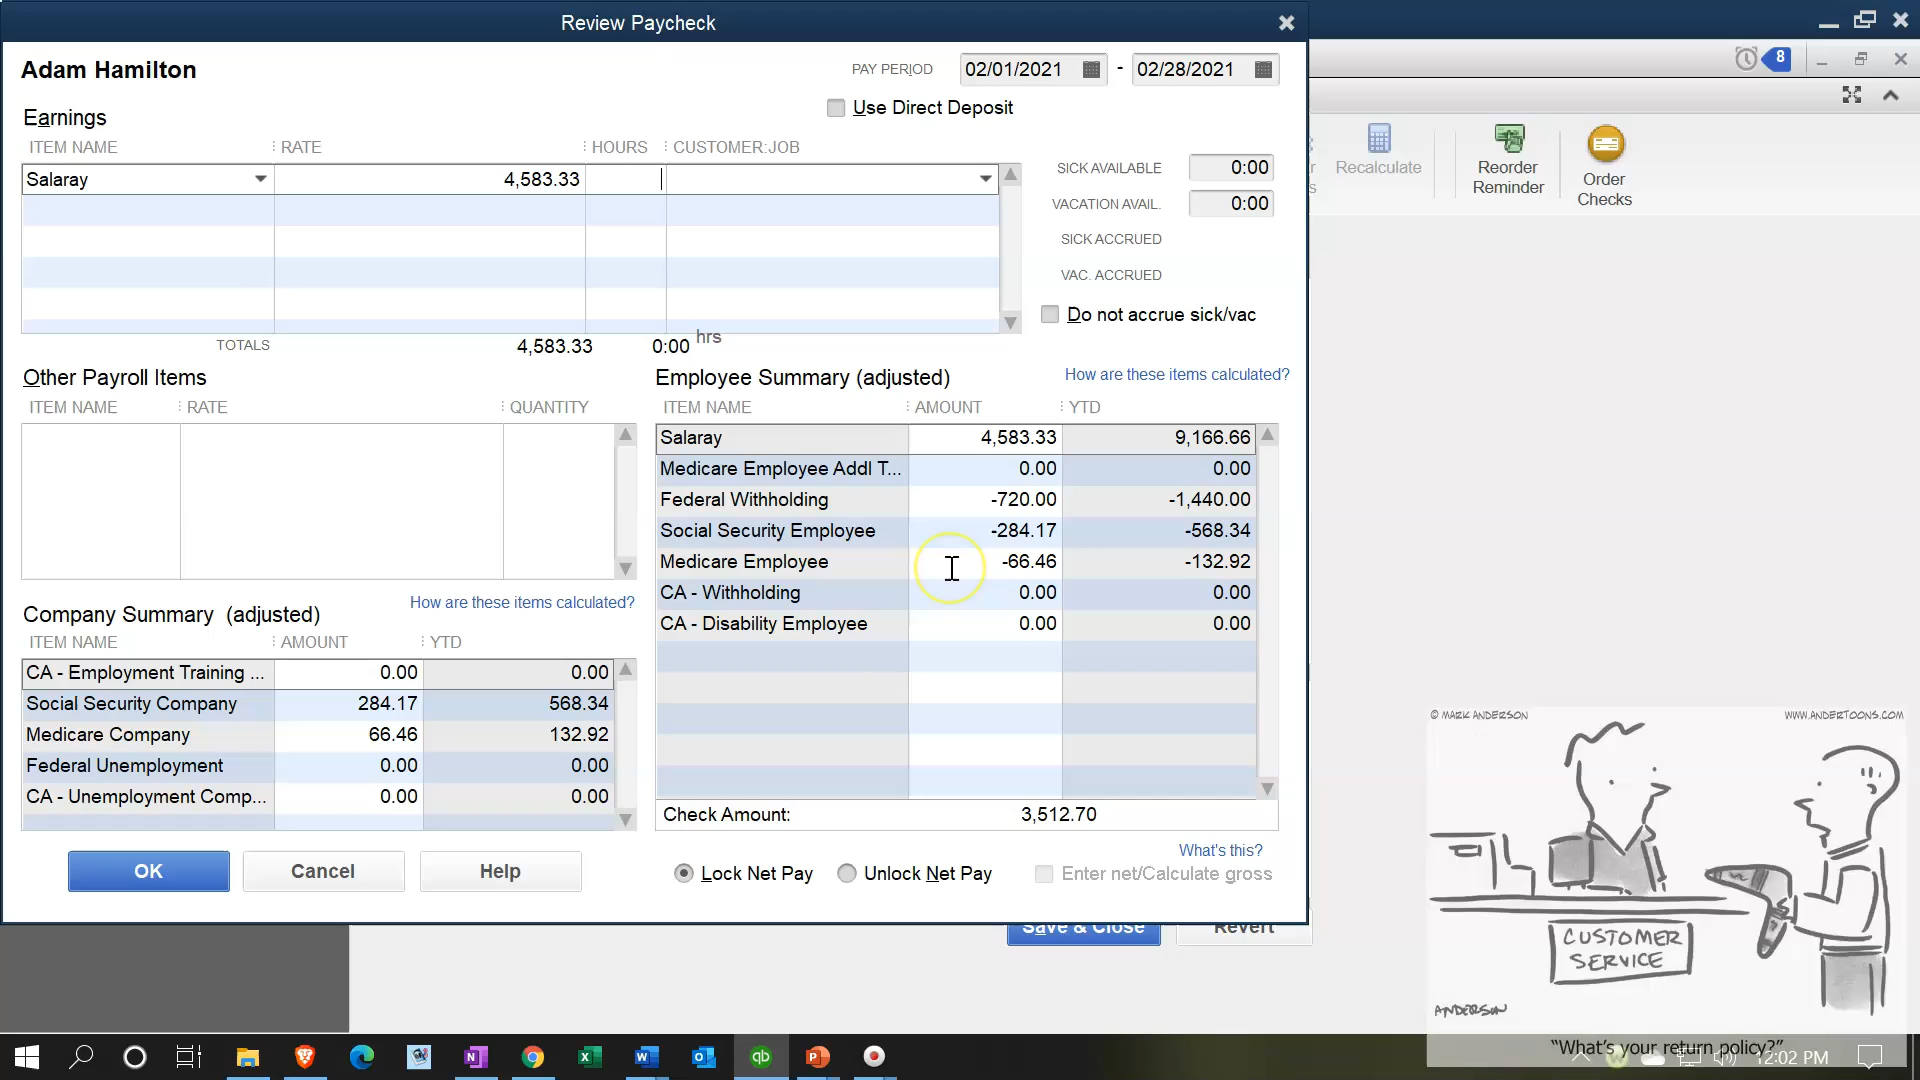 Review Paycheck
Adam Hamilton
PAY PERIOD 02/01/2021 - 02/28/2021
Use Direct Deposit
Earnings
ITEM NAME RATE HOURS CUSTOMER:JOB
Salaray 4,583.33
TOTALS 4,583.33 0:00 hrs
SICK AVAILABLE 0:00
VACATION AVAIL. 0:00
SICK ACCRUED
VAC. ACCRUED
Do not accrue sick/vac
Other Payroll Items
ITEM NAME RATE QUANTITY
Employee Summary (adjusted) How are these items calculated?
ITEM NAME AMOUNT YTD
Salaray 4,583.33 9,166.66
Medicare Employee Addl T... 0.00 0.00
Federal Withholding -720.00 -1,440.00
Social Security Employee -284.17 -568.34
Medicare Employee -66.46 -132.92
CA - Withholding 0.00 0.00
CA - Disability Employee 0.00 0.00
Check Amount: 3,512.70
Company Summary (adjusted) How are these items calculated?
ITEM NAME AMOUNT YTD
CA - Employment Training ... 0.00 0.00
Social Security Company 284.17 568.34
Medicare Company 66.46 132.92
Federal Unemployment 0.00 0.00
CA - Unemployment Comp... 0.00 0.00
What's this?
OK Cancel Help
Lock Net Pay Unlock Net Pay Enter net/Calculate gross
Save & Close Revert
8
Recalculate
Reorder
Reminder
Order
Checks
© MARK ANDERSON WWW.ANDERTOONS.COM
CUSTOMER
SERVICE
ANDERSON
"What's your return policy?"
qb
12:02 PM